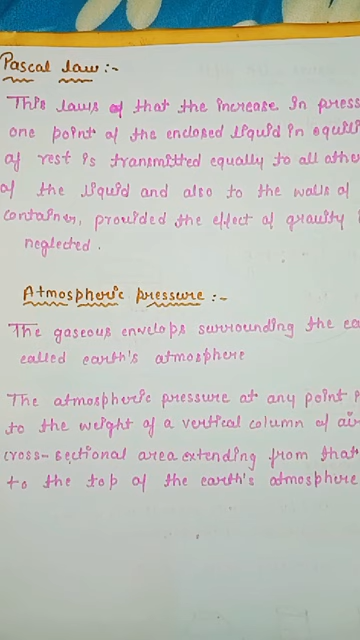 Pascal law :-
This laws of that the increase in press
one point of the enclosed liquid in equili
of rest is transmitted equally to all othe
of the liquid and also to the walls of
container, provided the effect of gravity
neglected.
Atmospheric pressure :-
The gaseous envelops surrounding the ea
called earth's atmosphere
The atmospheric pressure at any point
to the weight of a vertical column of air
cross-sectional area extending from that
to the top of the earth's atmosphere